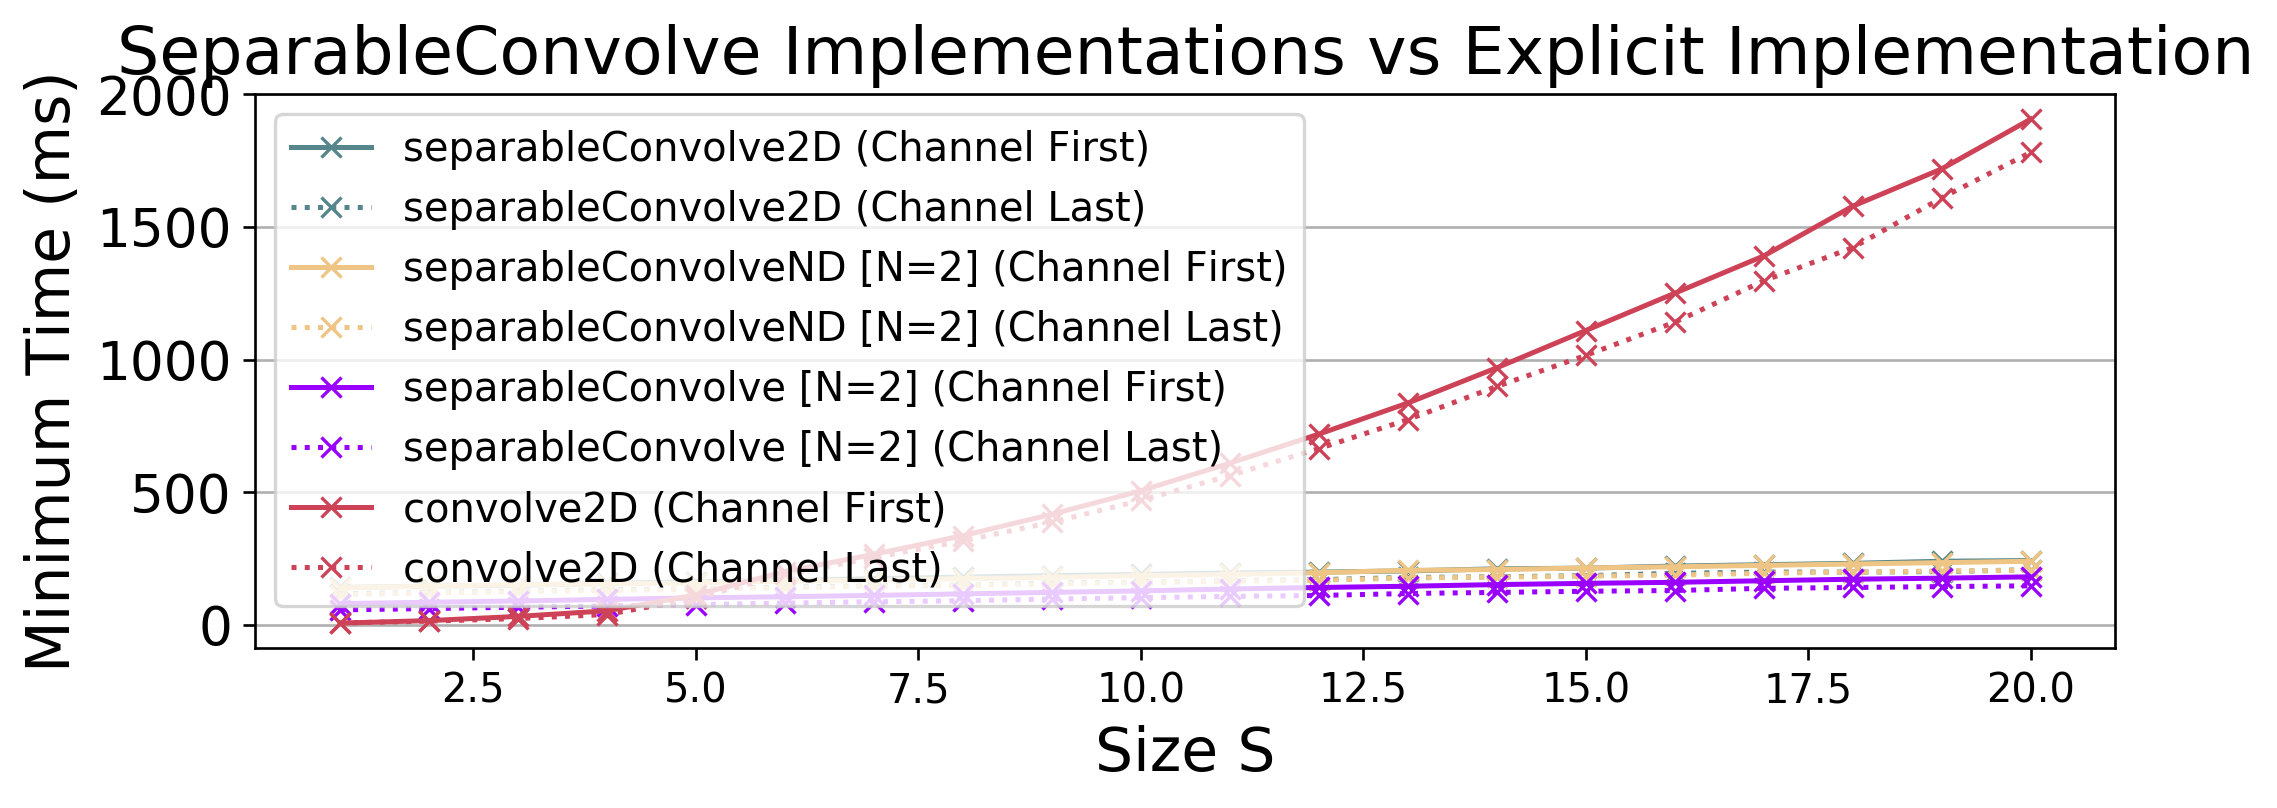 SeparableConvolve Implementations vs Explicit Implementation
Minimum Time (ms)
2000
1500
1000
500
0
separableConvolve2D (Channel First)
separableConvolve2D (Channel Last)
separableConvolveND [N=2] (Channel First)
separableConvolveND [N=2] (Channel Last)
separableConvolve [N=2] (Channel First)
separableConvolve [N=2] (Channel Last)
convolve2D (Channel First)
convolve2D (Channel Last)
2.5 5.0 7.5 10.0 12.5 15.0 17.5 20.0
Size S